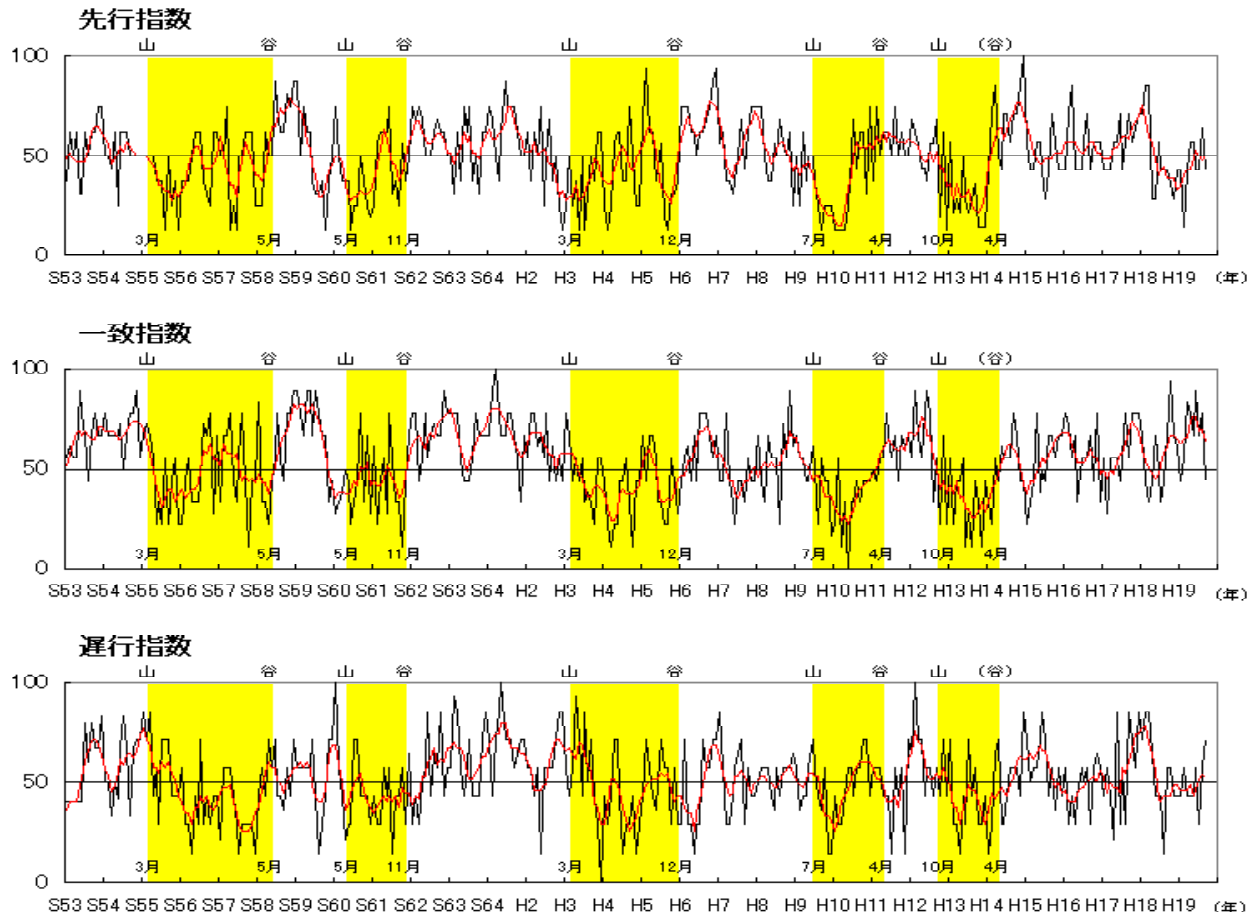 先行指数
山 谷 山 谷 山 谷 山 谷 山 (谷)
100
50
0
3月 5月 5月 11月 3月 12月 7月 4月 10月 4月
S53 S54 S55 S56 S57 S58 S59 S60 S61 S62 S63 S64 H2 H3 H4 H5 H6 H7 H8 H9 H10 H11 H12 H13 H14 H15 H16 H17 H18 H19 (年)
一致指数
山 谷 山 谷 山 谷 山 谷 山 (谷)
100
50
0
3月 5月 5月 11月 3月 12月 7月 4月 10月 4月
S53 S54 S55 S56 S57 S58 S59 S60 S61 S62 S63 S64 H2 H3 H4 H5 H6 H7 H8 H9 H10 H11 H12 H13 H14 H15 H16 H17 H18 H19 (年)
遅行指数
山 谷 山 谷 山 谷 山 谷 山 (谷)
100
50
0
3月 5月 5月 11月 3月 12月 7月 4月 10月 4月
S53 S54 S55 S56 S57 S58 S59 S60 S61 S62 S63 S64 H2 H3 H4 H5 H6 H7 H8 H9 H10 H11 H12 H13 H14 H15 H16 H17 H18 H19 (年)